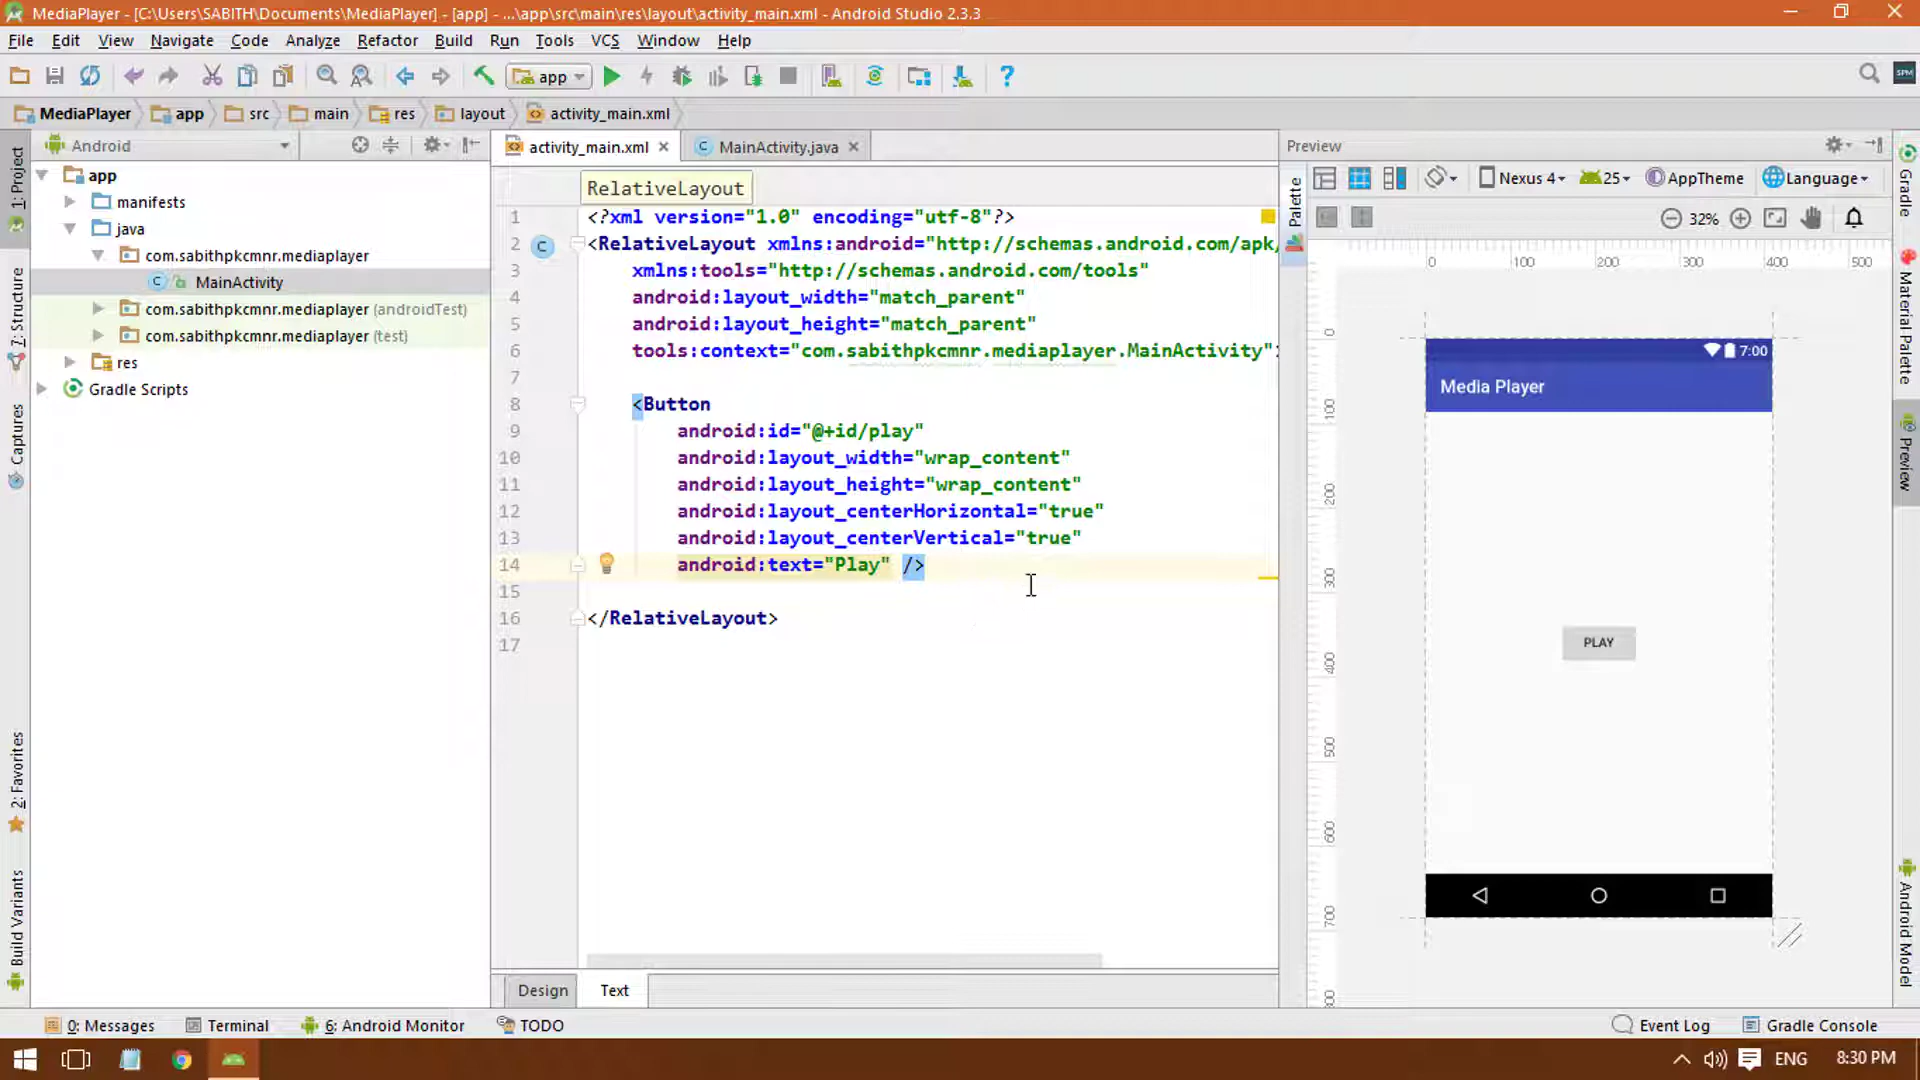 MediaPlayer - [C:\Users\SABITH\Documents\MediaPlayer] - [app] - ...\app\src\main\res\layout\activity_main.xml - Android Studio 2.3.3
File Edit View Navigate Code Analyze Refactor Build Run Tools VCS Window Help
app
SPM
MediaPlayer app src main res layout activity_main.xml
1: Project
7: Structure
Captures
2: Favorites
Build Variants
Android
app
manifests
java
com.sabithpkcmnr.mediaplayer
MainActivity
com.sabithpkcmnr.mediaplayer (androidTest)
com.sabithpkcmnr.mediaplayer (test)
res
Gradle Scripts
activity_main.xml MainActivity.java
RelativeLayout
1 <?xml version="1.0" encoding="utf-8"?>
2 <RelativeLayout xmlns:android="http://schemas.android.com/apk/
3 xmlns:tools="http://schemas.android.com/tools"
4 android:layout_width="match_parent"
5 android:layout_height="match_parent"
6 tools:context="com.sabithpkcmnr.mediaplayer.MainActivity"
7
8 <Button
9 android:id="@+id/play"
10 android:layout_width="wrap_content"
11 android:layout_height="wrap_content"
12 android:layout_centerHorizontal="true"
13 android:layout_centerVertical="true"
14 android:text="Play" />
15
16 </RelativeLayout>
17
Design Text
Preview
Palette
Nexus 4 25 AppTheme Language
32%
0 100 200 300 400 500
0
100
200
300
400
500
600
700
7:00
Media Player
PLAY
Gradle
Material Palette
Preview
Android Model
0: Messages Terminal 6: Android Monitor TODO Event Log Gradle Console
ENG 8:30 PM